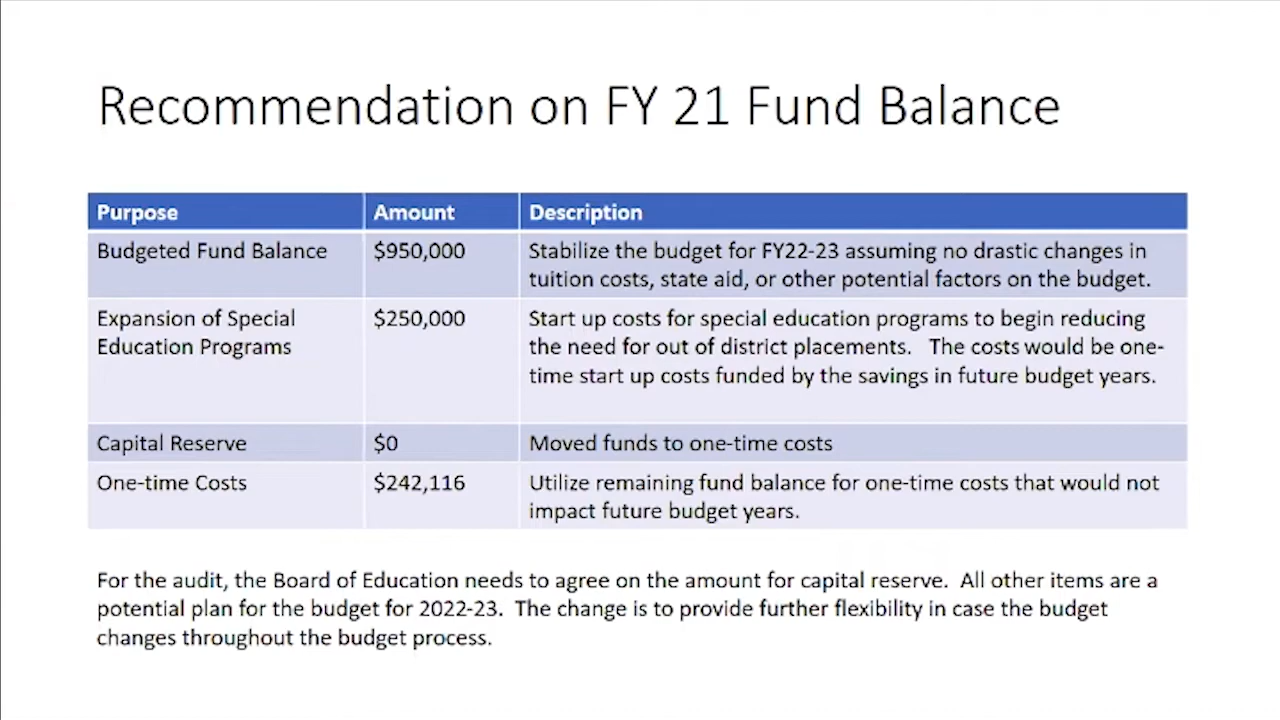 Recommendation on FY 21 Fund Balance
Purpose Amount Description
Budgeted Fund Balance $950,000 Stabilize the budget for FY22-23 assuming no drastic changes in
tuition costs, state aid, or other potential factors on the budget.
Expansion of Special $250,000 Start up costs for special education programs to begin reducing
Education Programs the need for out of district placements. The costs would be one-
time start up costs funded by the savings in future budget years.
Capital Reserve $0 Moved funds to one-time costs
One-time Costs $242,116 Utilize remaining fund balance for one-time costs that would not
impact future budget years.
For the audit, the Board of Education needs to agree on the amount for capital reserve. All other items are a
potential plan for the budget for 2022-23. The change is to provide further flexibility in case the budget
changes throughout the budget process.